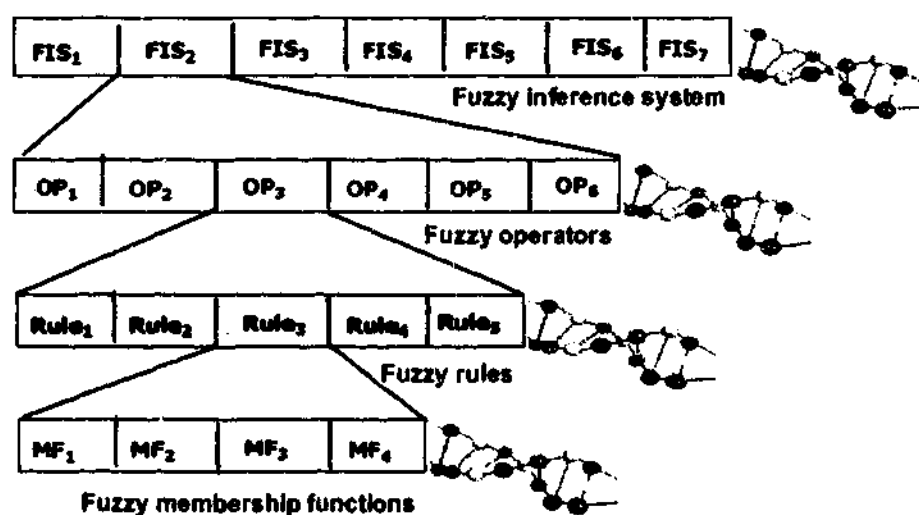 FIS₁ FIS₂ FIS₃ FIS₄ FIS₅ FIS₆ FIS₇
Fuzzy inference system
OP₁ OP₂ OP₃ OP₄ OP₅ OP₆
Fuzzy operators
Rule₁ Rule₂ Rule₃ Rule₄ Rule₅
Fuzzy rules
MF₁ MF₂ MF₃ MF₄
Fuzzy membership functions